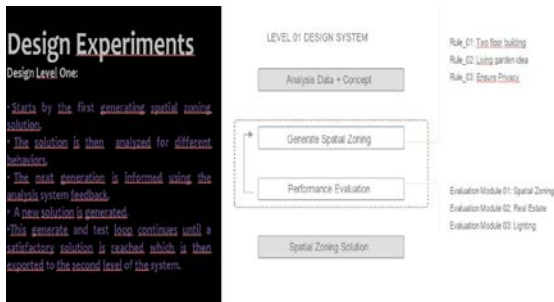 Design Experiments
Design Level One:
•Starts by the first generating spatial zoning
solution.
• The solution is then analyzed for different
behaviors.
• The next generation is informed using the
analysis system feedback.
• A new solution is generated.
•This generate and test loop continues until a
satisfactory solution is reached which is then
exported to the second level of the system.
LEVEL 01 DESIGN SYSTEM
Analysis Data + Concept
Generate Spatial Zoning
Performance Evaluation
Spatial Zoning Solution
Rule_01: Two floor building
Rule_02: Living garden idea
Rule_03: Ensure Privacy
Evaluation Module 01: Spatial Zoning
Evaluation Module 02: Real Estate
Evaluation Module 03: Lighting